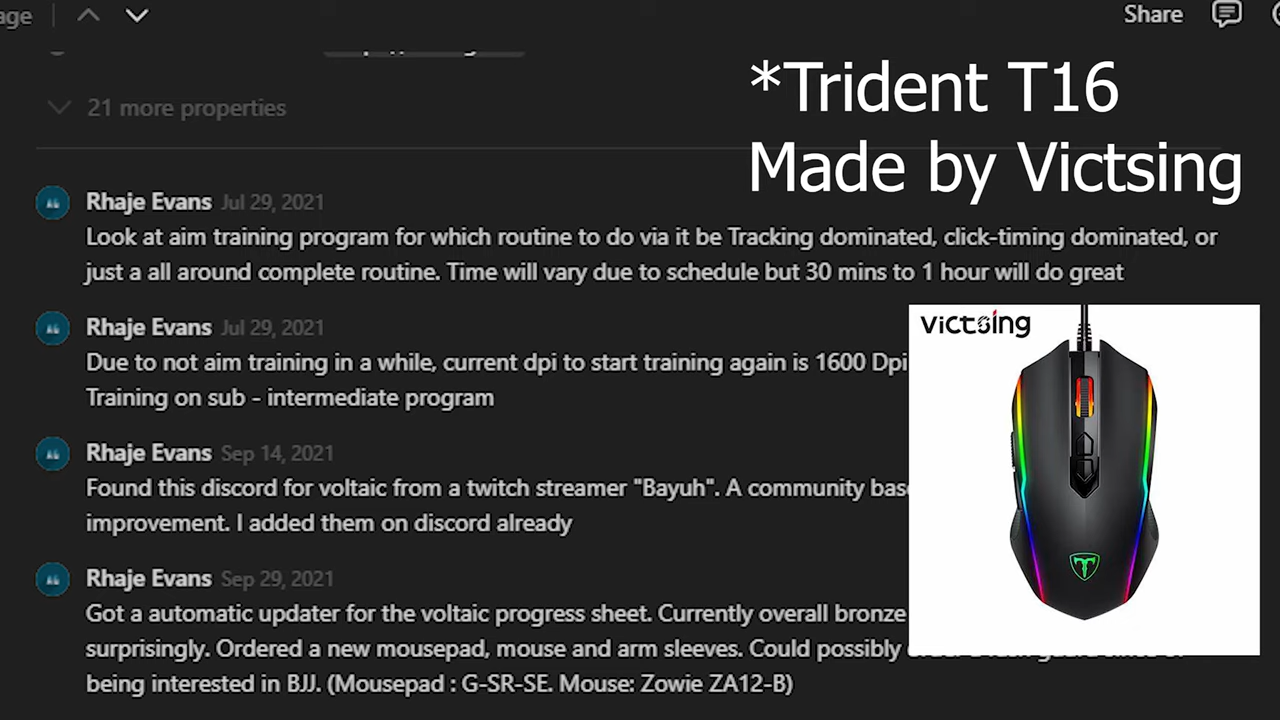 age
Share
*Trident T16
Made by Victsing
21 more properties
Rhaje Evans Jul 29, 2021
Look at aim training program for which routine to do via it be Tracking dominated, click-timing dominated, or
just a all around complete routine. Time will vary due to schedule but 30 mins to 1 hour will do great
Rhaje Evans Jul 29, 2021
Due to not aim training in a while, current dpi to start training again is 1600 Dpi
Training on sub - intermediate program
victsing
Rhaje Evans Sep 14, 2021
Found this discord for voltaic from a twitch streamer "Bayuh". A community bas
improvement. I added them on discord already
Rhaje Evans Sep 29, 2021
Got a automatic updater for the voltaic progress sheet. Currently overall bronze
surprisingly. Ordered a new mousepad, mouse and arm sleeves. Could possibly
being interested in BJJ. (Mousepad : G-SR-SE. Mouse: Zowie ZA12-B)